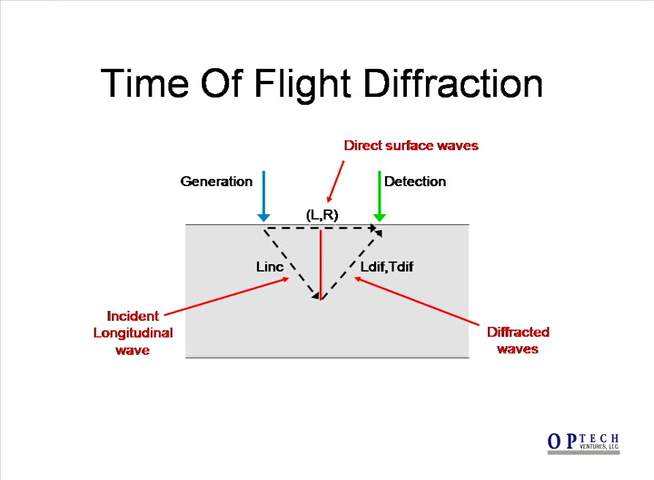 Time Of Flight Diffraction
Direct surface waves
Generation
Detection
(L,R)
Linc
Ldif,Tdif
Incident
Longitudinal
wave
Diffracted
waves
OPTECH
VENTURES, LLC